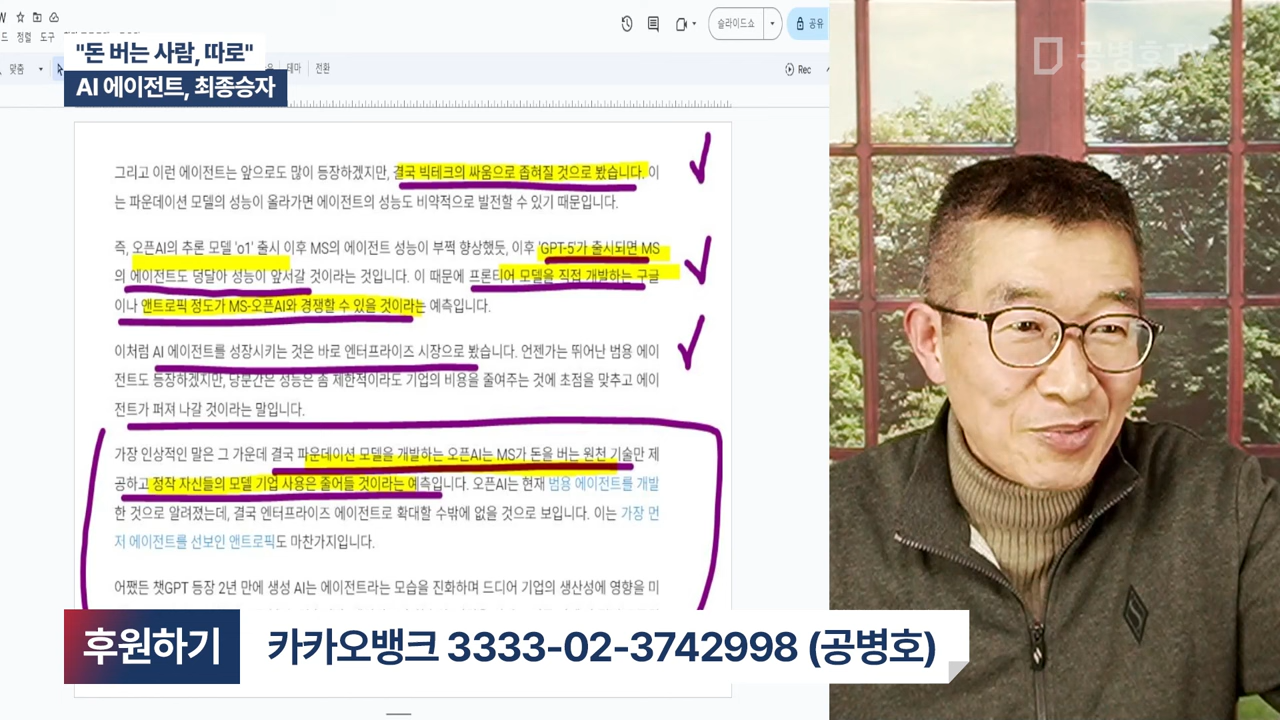 W
드 정렬 도구
슬라이드쇼
공유
맞춤
용
테마
전환
Rec
"돈 버는 사람, 따로"
AI 에이전트, 최종승자
공병호TV
그리고 이런 에이전트는 앞으로도 많이 등장하겠지만, 결국 빅테크의 싸움으로 좁혀질 것으로 봤습니다. 이
는 파운데이션 모델의 성능이 올라가면 에이전트의 성능도 비약적으로 발전할 수 있기 때문입니다.
즉, 오픈AI의 추론 모델 'o1' 출시 이후 MS의 에이전트 성능이 부쩍 향상했듯, 이후 'GPT-5'가 출시되면 MS
의 에이전트도 덩달아 성능이 앞서갈 것이라는 것입니다. 이 때문에 프론티어 모델을 직접 개발하는 구글
이나 앤트로픽 정도가 MS-오픈AI와 경쟁할 수 있을 것이라는 예측입니다.
이처럼 AI 에이전트를 성장시키는 것은 바로 엔터프라이즈 시장으로 봤습니다. 언젠가는 뛰어난 범용 에이
전트도 등장하겠지만, 당분간은 성능은 좀 제한적이라도 기업의 비용을 줄여주는 것에 초점을 맞추고 에이
전트가 퍼져 나갈 것이라는 말입니다.
가장 인상적인 말은 그 가운데 결국 파운데이션 모델을 개발하는 오픈AI는 MS가 돈을 버는 원천 기술만 제
공하고 정작 자신들의 모델 기업 사용은 줄어들 것이라는 예측입니다. 오픈AI는 현재 범용 에이전트를 개발
한 것으로 알려졌는데, 결국 엔터프라이즈 에이전트로 확대할 수밖에 없을 것으로 보입니다. 이는 가장 먼
저 에이전트를 선보인 앤트로픽도 마찬가지입니다.
어쨌든 챗GPT 등장 2년 만에 생성 AI는 에이전트라는 모습을 진화하며 드디어 기업의 생산성에 영향을 미
후원하기
카카오뱅크 3333-02-3742998 (공병호)